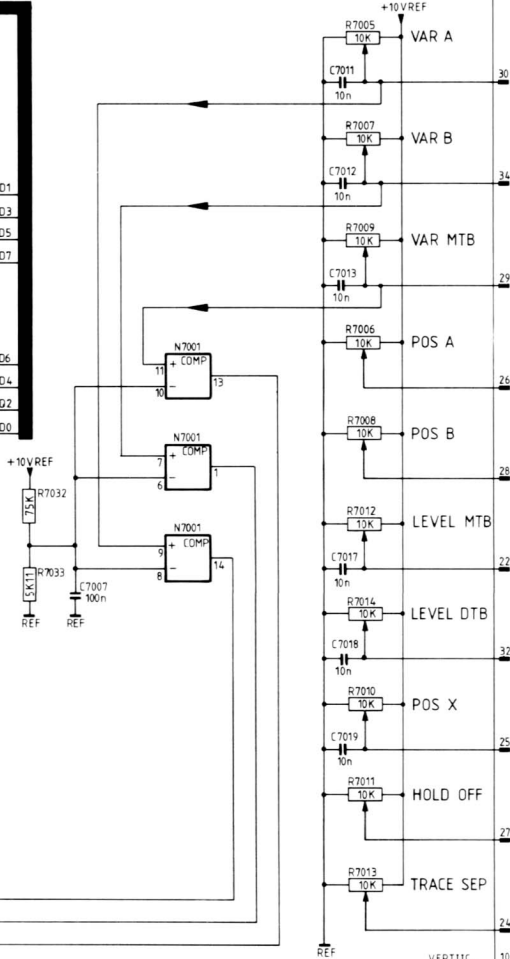 +10VREF
R7005
10K
VAR A
C7011
10n
30
R7007
10K
VAR B
C7012
10n
34
R7009
10K
VAR MTB
C7013
10n
29
R7006
10K
POS A
26
R7008
10K
POS B
28
R7012
10K
LEVEL MTB
C7017
10n
22
R7014
10K
LEVEL DTB
C7018
10n
32
R7010
10K
POS X
C7019
10n
25
R7011
10K
HOLD OFF
27
R7013
10K
TRACE SEP
24
REF
10
D1
D3
D5
D7
D6
D4
D2
D0
N7001
11 + COMP 13
10 -
N7001
7 + COMP 1
6 -
N7001
9 + COMP 14
8 -
+10VREF
75K
R7032
5K11
R7033
REF
C7007
100n
REF